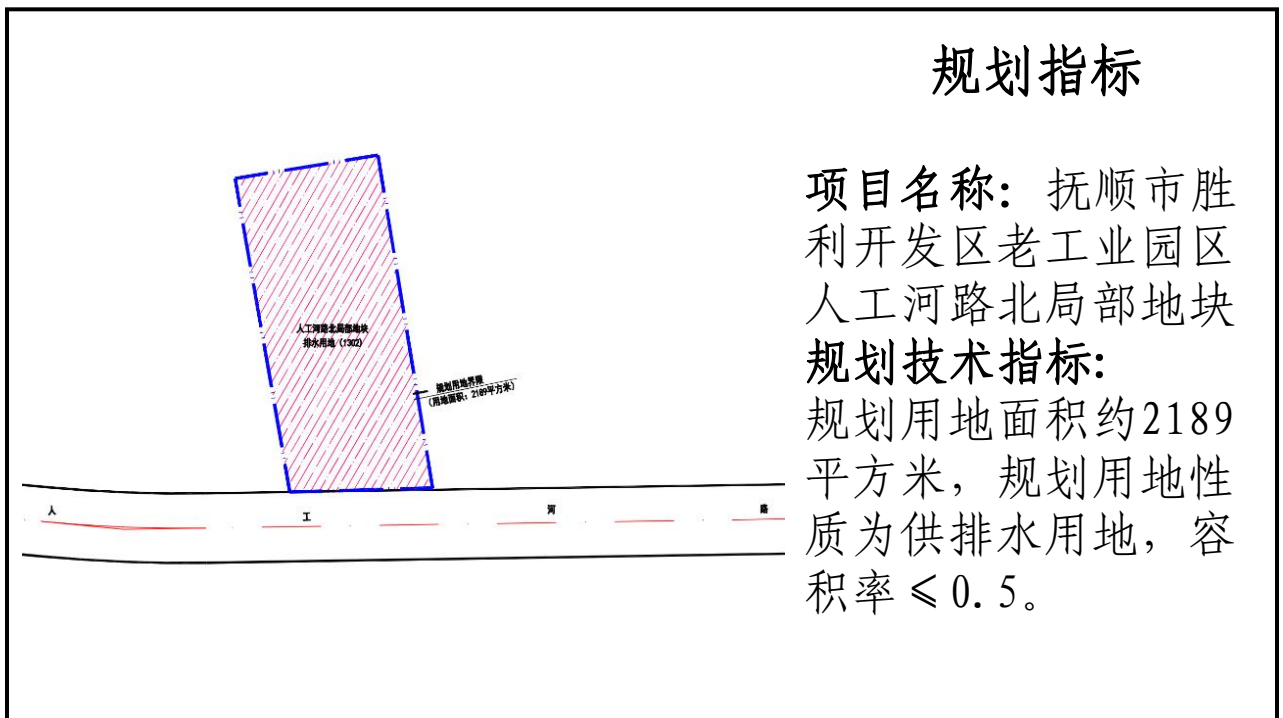 规划指标
项目名称：抚顺市胜
利开发区老工业园区
人工河路北局部地块
规划技术指标：
规划用地面积约2189
平方米，规划用地性
质为供排水用地，容
积率≤0.5。
人工河路北局部地块
排水用地（1302）
规划用地界限
（用地面积：2189平方米）
人 工 河 路